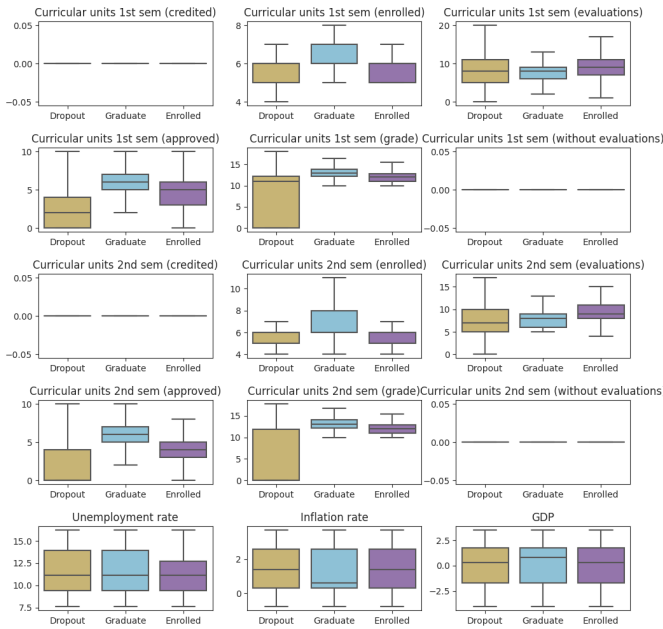 Curricular units 1st sem (credited)
Curricular units 1st sem (enrolled)
Curricular units 1st sem (evaluations)
0.05
0.00
−0.05
Dropout Graduate Enrolled
8
6
4
Dropout Graduate Enrolled
20
10
0
Dropout Graduate Enrolled
Curricular units 1st sem (approved)
Curricular units 1st sem (grade)
Curricular units 1st sem (without evaluations)
10
5
0
Dropout Graduate Enrolled
15
10
5
0
Dropout Graduate Enrolled
0.05
0.00
−0.05
Dropout Graduate Enrolled
Curricular units 2nd sem (credited)
Curricular units 2nd sem (enrolled)
Curricular units 2nd sem (evaluations)
0.05
0.00
−0.05
Dropout Graduate Enrolled
10
8
6
4
Dropout Graduate Enrolled
15
10
5
0
Dropout Graduate Enrolled
Curricular units 2nd sem (approved)
Curricular units 2nd sem (grade)
Curricular units 2nd sem (without evaluations)
10
5
0
Dropout Graduate Enrolled
15
10
5
0
Dropout Graduate Enrolled
0.05
0.00
−0.05
Dropout Graduate Enrolled
Unemployment rate
Inflation rate
GDP
15.0
12.5
10.0
7.5
Dropout Graduate Enrolled
2
0
Dropout Graduate Enrolled
2.5
0.0
−2.5
Dropout Graduate Enrolled